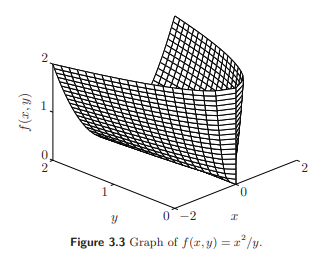 2
1
0
f(x, y)
2
1
0
y
−2
0
2
x
Figure 3.3 Graph of f(x, y) = x²/y.